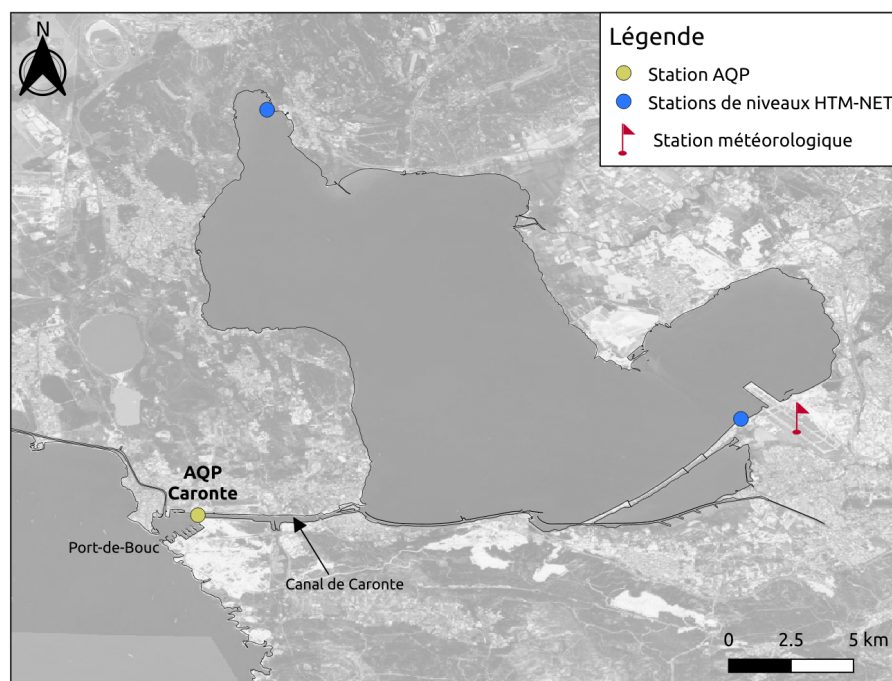 N
Légende
Station AQP
Stations de niveaux HTM-NET
Station météorologique
AQP
Caronte
Port-de-Bouc
Canal de Caronte
0 2.5 5 km